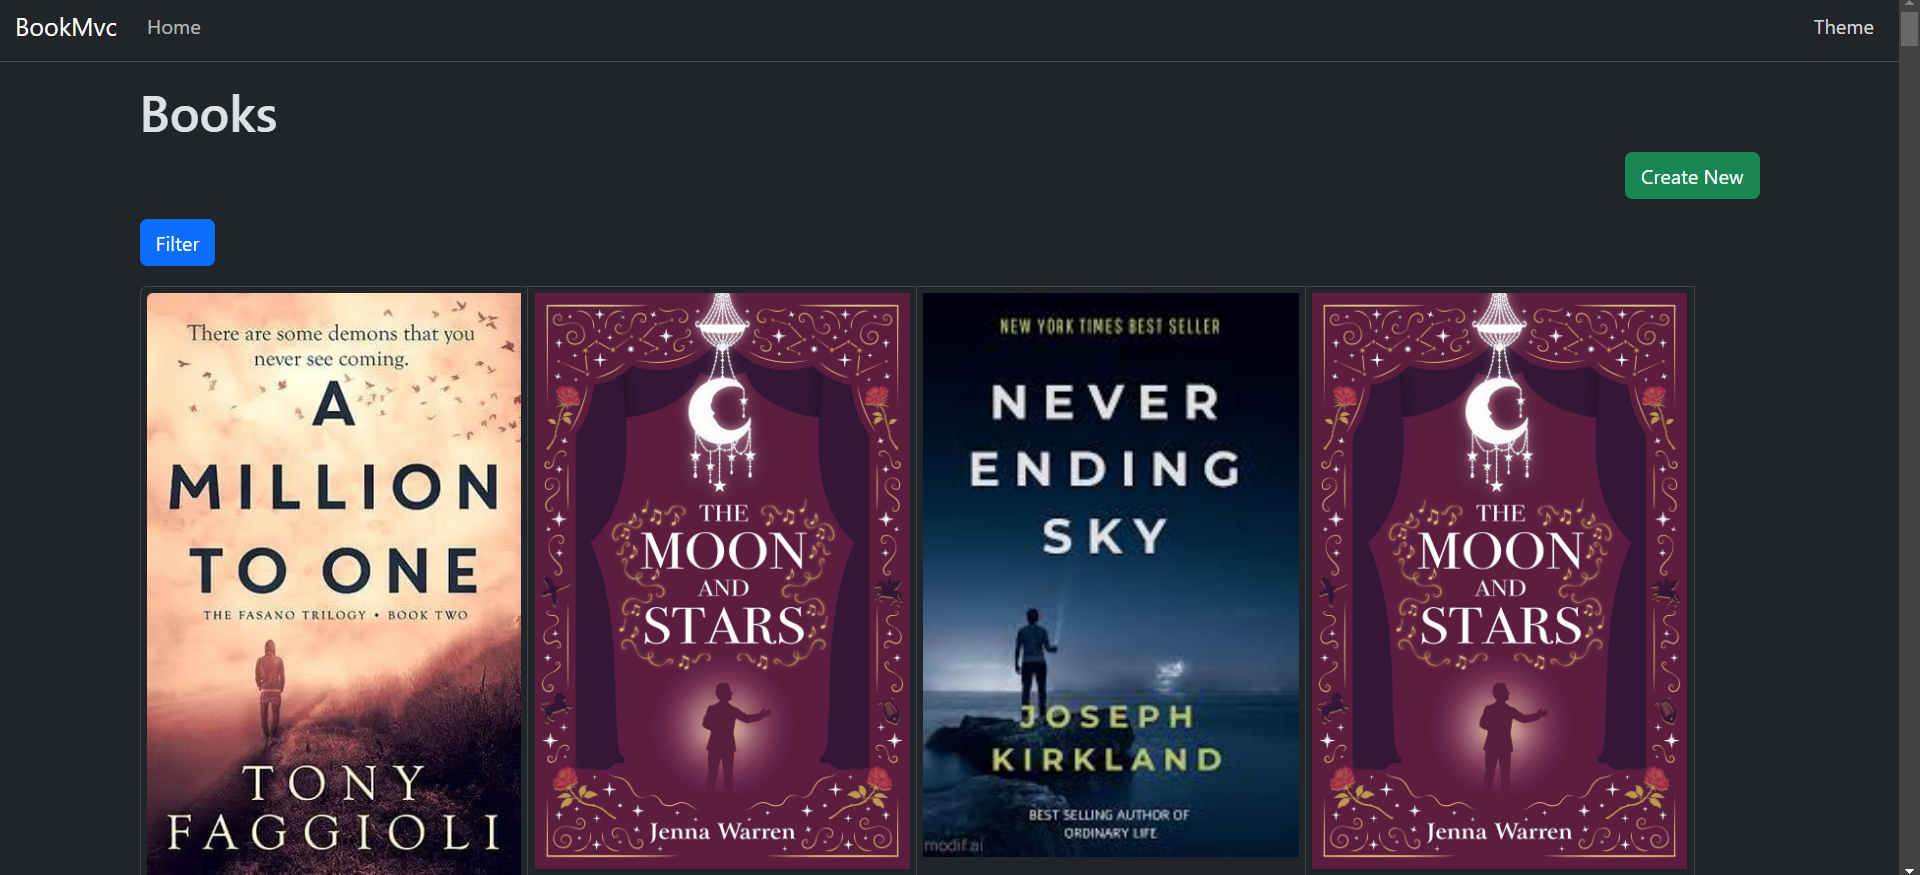 BookMvc
Home
Theme
Books
Create New
Filter
There are some demons that you
never see coming.
A
MILLION
TO ONE
THE FASANO TRILOGY • BOOK TWO
TONY
FAGGIOLI
THE
MOON
AND
STARS
Jenna Warren
NEW YORK TIMES BEST SELLER
NEVER
ENDING
SKY
JOSEPH
KIRKLAND
BEST SELLING AUTHOR OF
ORDINARY LIFE
modif.ai
THE
MOON
AND
STARS
Jenna Warren